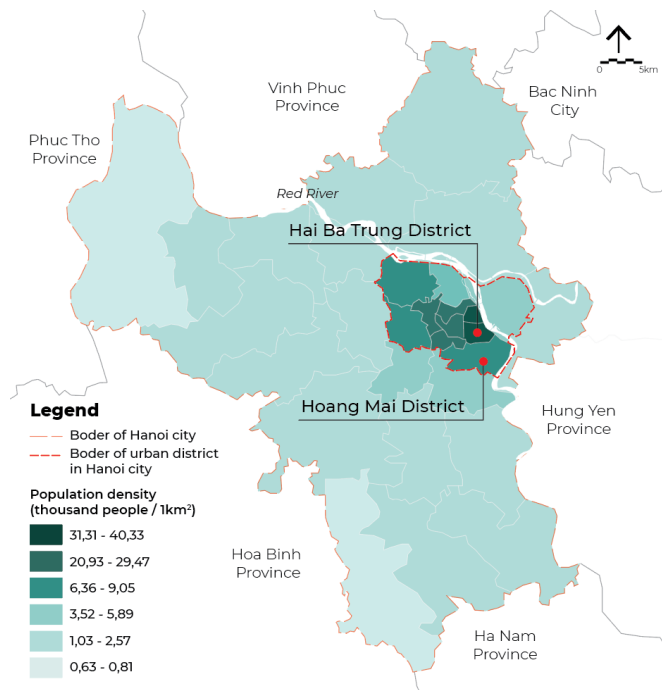 0 5km
Vinh Phuc
Province
Bac Ninh
City
Phuc Tho
Province
Red River
Hai Ba Trung District
Hoang Mai District
Hung Yen
Province
Legend
Boder of Hanoi city
Boder of urban district
in Hanoi city
Population density
(thousand people / 1km²)
31,31 - 40,33
20,93 - 29,47
6,36 - 9,05
3,52 - 5,89
1,03 - 2,57
0,63 - 0,81
Hoa Binh
Province
Ha Nam
Province